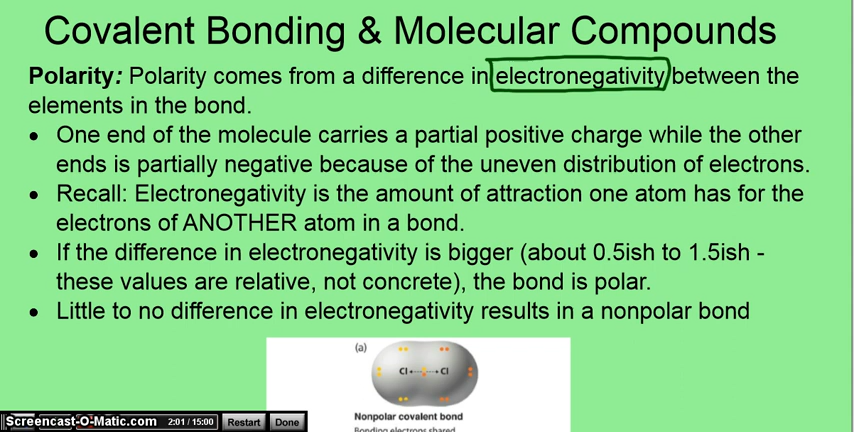 Covalent Bonding & Molecular Compounds
Polarity: Polarity comes from a difference in electronegativity between the
elements in the bond.
• One end of the molecule carries a partial positive charge while the other
ends is partially negative because of the uneven distribution of electrons.
• Recall: Electronegativity is the amount of attraction one atom has for the
electrons of ANOTHER atom in a bond.
• If the difference in electronegativity is bigger (about 0.5ish to 1.5ish -
these values are relative, not concrete), the bond is polar.
• Little to no difference in electronegativity results in a nonpolar bond
(a)
Cl Cl
Nonpolar covalent bond
Bonding electrons shared
Screencast-O-Matic.com 2:01 / 15:00 Restart Done